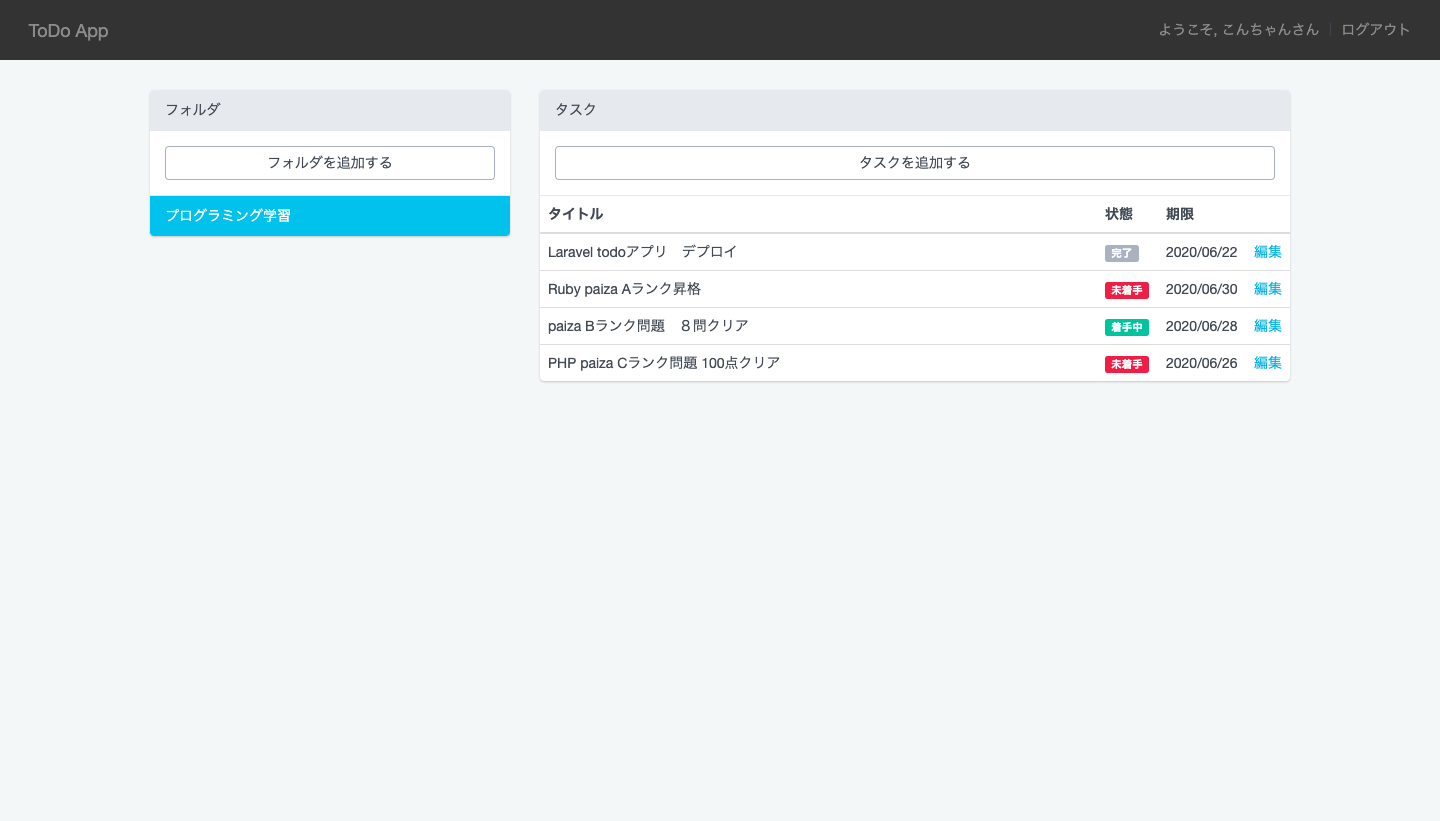 ToDo App
ようこそ, こんちゃんさん | ログアウト
フォルダ
フォルダを追加する
プログラミング学習
タスク
タスクを追加する
タイトル 状態 期限
Laravel todoアプリ　デプロイ 完了 2020/06/22 編集
Ruby paiza Aランク昇格 未着手 2020/06/30 編集
paiza Bランク問題　８問クリア 着手中 2020/06/28 編集
PHP paiza Cランク問題 100点クリア 未着手 2020/06/26 編集